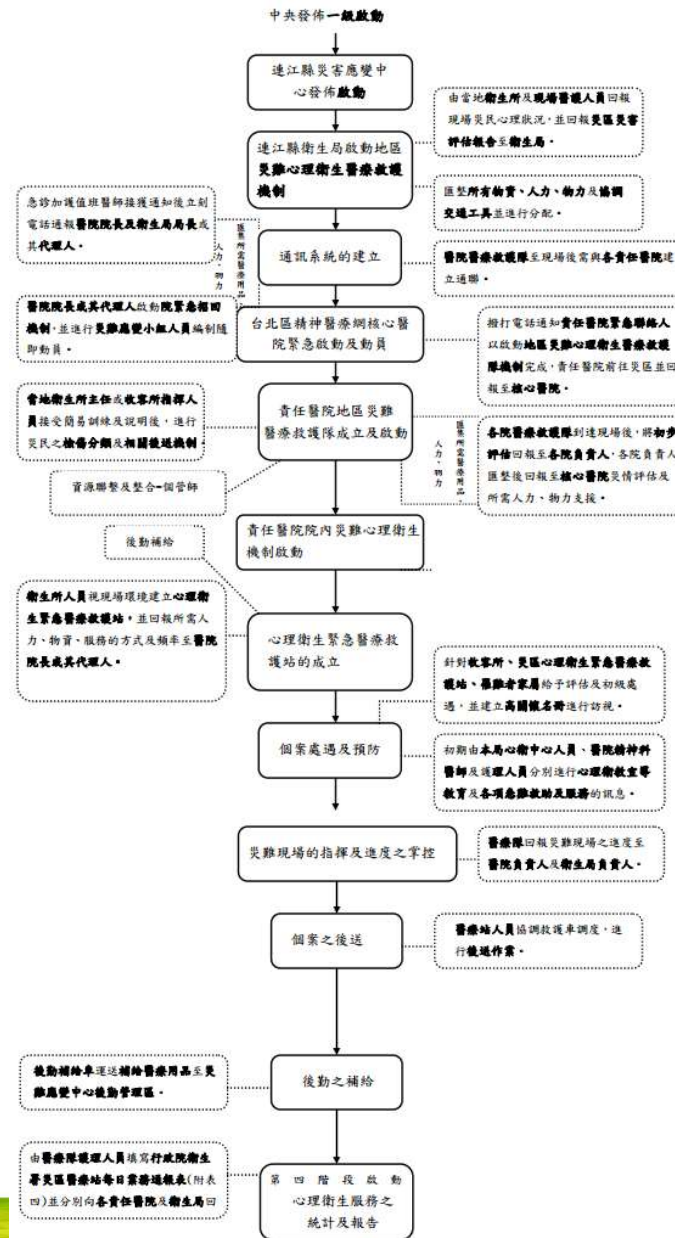 中央發佈一級啟動
連江縣災害應變中
心發佈啟動
由當地衛生所及現場醫護人員回報
現場災民心理狀況，並回報災區災害
評估報告至衛生局。
連江縣衛生局啟動地區
災難心理衛生醫療救護
機制
匯整所有物資、人力、物力及協調
交通工具並進行分配。
急診加護值班醫師接獲通知後立刻
電話通報醫院院長及衛生局局長或
其代理人。
匯集所需醫療用品、
人力、物力
通訊系統的建立
醫院醫療救護隊至現場後需與各責任醫院建
立通聯。
醫院院長或其代理人啟動院緊急招回
機制，並進行災難應變小組人員編制隨
即動員。
台北區精神醫療網核心醫
院緊急啟動及動員
撥打電話通知責任醫院緊急聯絡人
以啟動地區災難心理衛生醫療救護
隊機制完成，責任醫院前往災區並回
報至核心醫院。
當地衛生所主任或收容所指揮人
員接受簡易訓練及說明後，進行
災民之檢傷分類及相關後送機制。
責任醫院地區災難
醫療救護隊成立及啟動
匯集所需醫療用品、
人力、物力
各院醫療救護隊到達現場後，將初步
評估回報至各院負責人，各院負責人
匯整後回報至核心醫院災情評估及
所需人力、物力支援。
資源聯繫及整合-個管師
責任醫院院內災難心理衛生
機制啟動
後勤補給
衛生所人員視現場環境建立心理衛
生緊急醫療救護站，並回報所需人
力、物資、服務的方式及頻率至醫院
院長或其代理人。
心理衛生緊急醫療救
護站的成立
針對收容所、災區心理衛生緊急醫療救
護站、罹難者家屬給予評估及初級處
遇，並建立高關懷名冊進行訪視。
個案處遇及預防
初期由本局心衛中心人員、醫院精神科
醫師及護理人員分別進行心理衛教宣導
教育及各項急難救助及服務的訊息。
災難現場的指揮及進度之掌控
醫療隊回報災難現場之進度至
醫院負責人及衛生局負責人。
個案之後送
醫療站人員協調救護車調度，進
行後送作業。
後勤補給車運送補給醫療用品至災
難應變中心後勤管理區。
後勤之補給
由醫療隊護理人員填寫行政院衛生
署災區醫療站每日業務通報表(附表
四)並分別向各責任醫院及衛生局回
第四階段啟動
心理衛生服務之
統計及報告